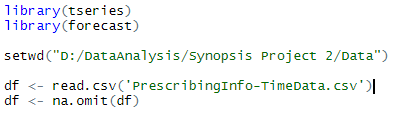 library(tseries)
library(forecast)
setwd("D:/DataAnalysis/Synopsis Project 2/Data")
df <- read.csv('PrescribingInfo-TimeData.csv')
df <- na.omit(df)